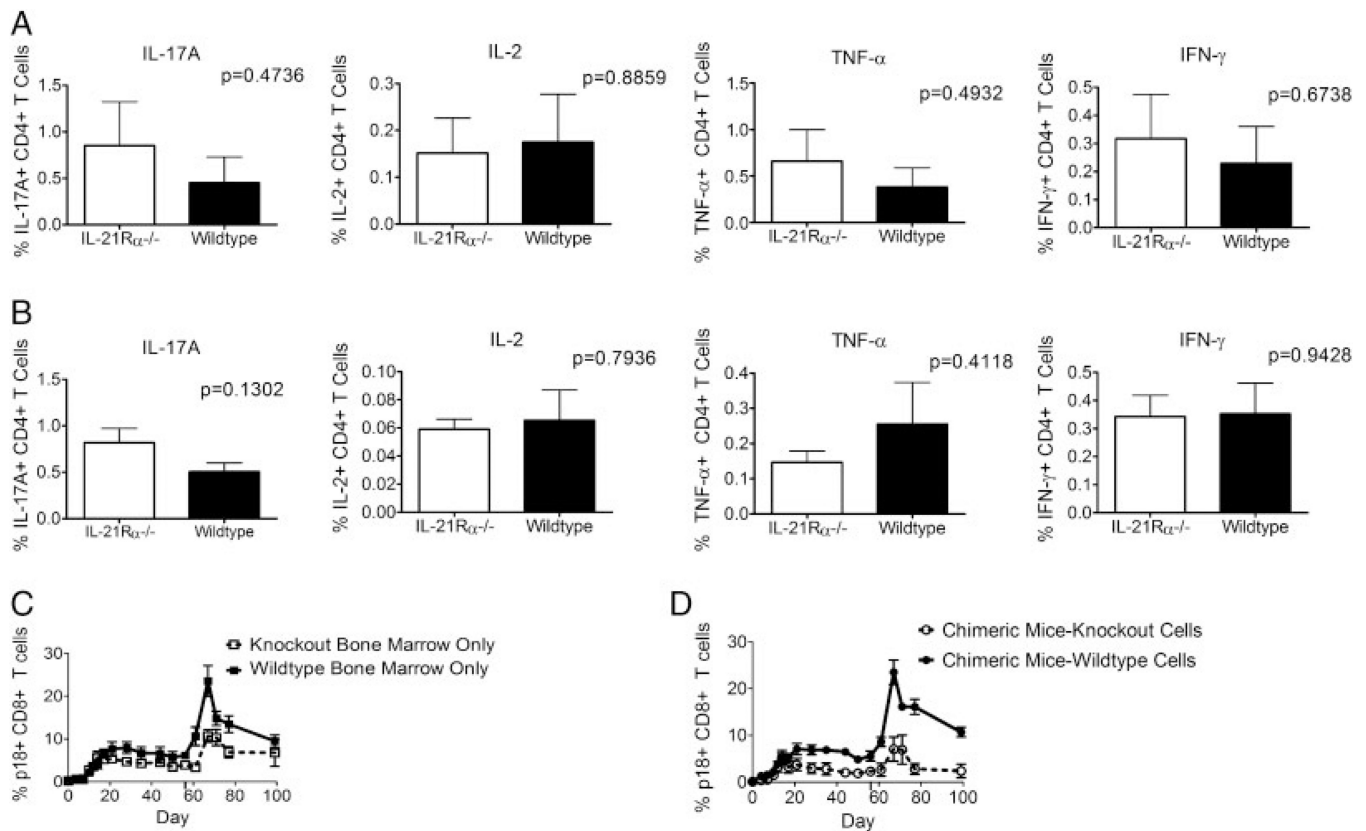 A
IL-17A
p=0.4736
% IL-17A+ CD4+ T Cells
1.5
1.0
0.5
0.0
IL-21Rα-/-
Wildtype
IL-2
p=0.8859
% IL-2+ CD4+ T Cells
0.3
0.2
0.1
0.0
IL-21Rα-/-
Wildtype
TNF-α
p=0.4932
% TNF-α+ CD4+ T Cells
1.5
1.0
0.5
0.0
IL-21Rα-/-
Wildtype
IFN-γ
p=0.6738
% IFN-γ+ CD4+ T Cells
0.5
0.4
0.3
0.2
0.1
0.0
IL-21Rα-/-
Wildtype
B
IL-17A
p=0.1302
% IL-17A+ CD4+ T Cells
1.5
1.0
0.5
0.0
IL-21Rα-/-
Wildtype
IL-2
p=0.7936
% IL-2+ CD4+ T Cells
0.10
0.08
0.06
0.04
0.02
0.00
IL-21Rα-/-
Wildtype
TNF-α
p=0.4118
% TNF-α+ CD4+ T Cells
0.4
0.3
0.2
0.1
0.0
IL-21Rα-/-
Wildtype
IFN-γ
p=0.9428
% IFN-γ+ CD4+ T Cells
0.5
0.4
0.3
0.2
0.1
0.0
IL-21Rα-/-
Wildtype
C
Knockout Bone Marrow Only
Wildtype Bone Marrow Only
% p18+ CD8+ T cells
30
20
10
0
0 20 40 60 80 100
Day
D
Chimeric Mice-Knockout Cells
Chimeric Mice-Wildtype Cells
% p18+ CD8+ T cells
30
20
10
0
0 20 40 60 80 100
Day